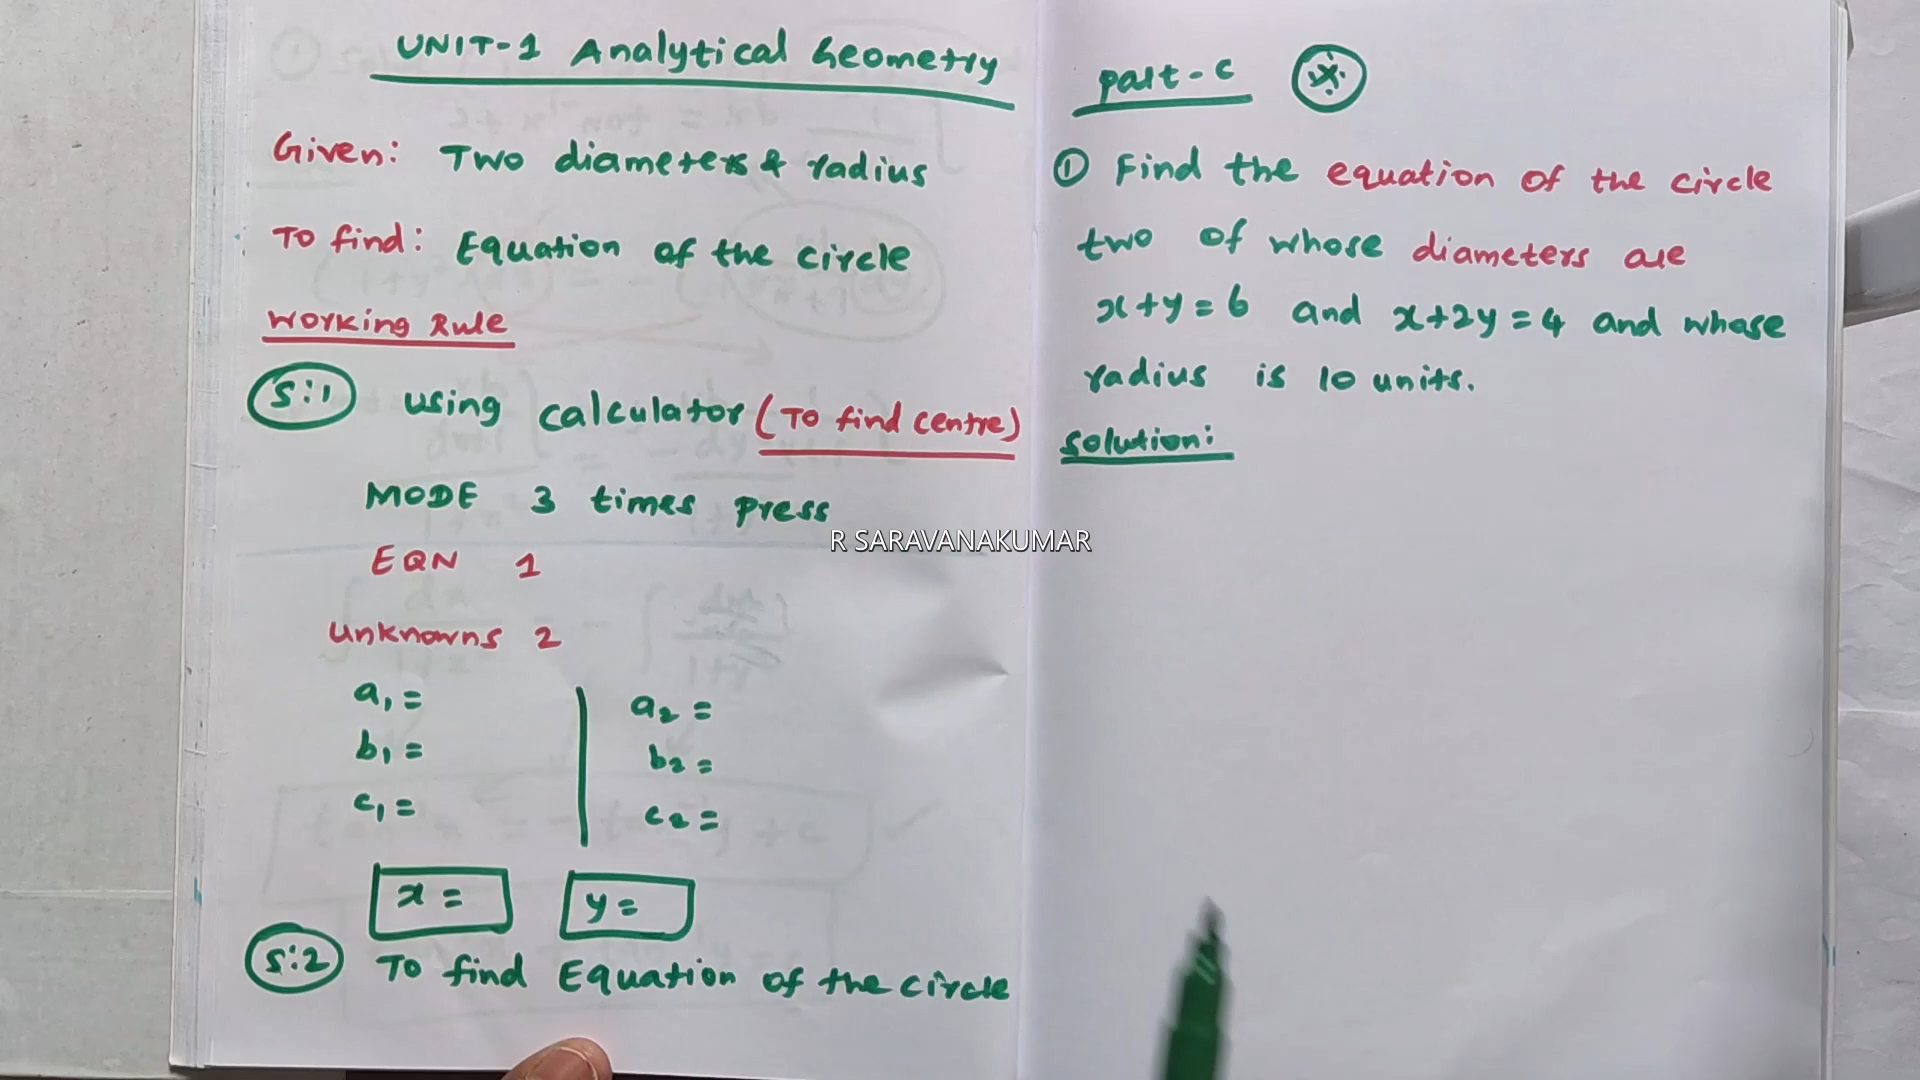 UNIT-1 Analytical Geometry
Given: Two diameters & radius
To find: Equation of the circle
Working Rule
S:1 using calculator (To find centre)
MODE 3 times press
EQN 1
unknowns 2
a₁ = a₂ =
b₁ = b₂ =
c₁ = c₂ =
x = y =
S:2 To find Equation of the circle
part-c
① Find the equation of the circle
two of whose diameters are
x+y=6 and x+2y=4 and whose
radius is 10 units.
Solution:
R SARAVANAKUMAR